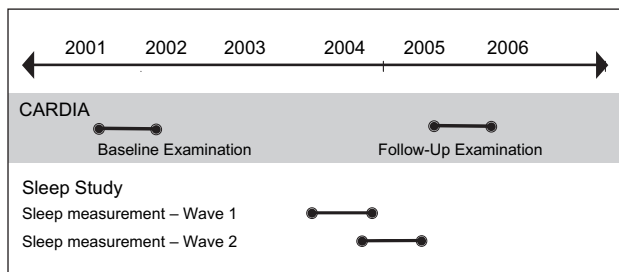 2001 2002 2003 2004 2005 2006
CARDIA
Baseline Examination Follow-Up Examination
Sleep Study
Sleep measurement – Wave 1
Sleep measurement – Wave 2